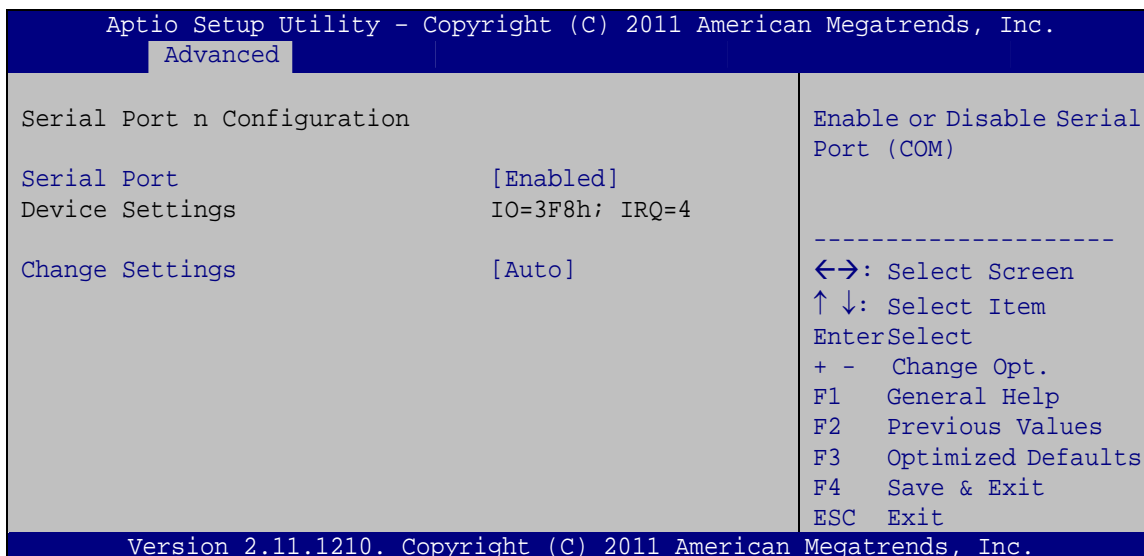 Aptio Setup Utility – Copyright (C) 2011 American Megatrends, Inc.
Advanced
Serial Port n Configuration
Serial Port [Enabled]
Device Settings IO=3F8h; IRQ=4
Change Settings [Auto]
Enable or Disable Serial
Port (COM)
---------------------
←→: Select Screen
↑ ↓: Select Item
EnterSelect
+ - Change Opt.
F1 General Help
F2 Previous Values
F3 Optimized Defaults
F4 Save & Exit
ESC Exit
Version 2.11.1210. Copyright (C) 2011 American Megatrends, Inc.